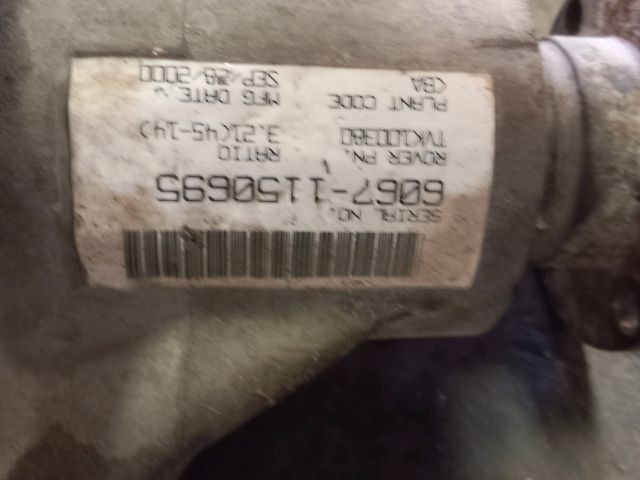 SERIAL NO.
6067-1150695
ROVER PN. RATIO
TVK100380 3.21(45-14)
PLANT CODE MFG DATE
CBA SEP/28/2000